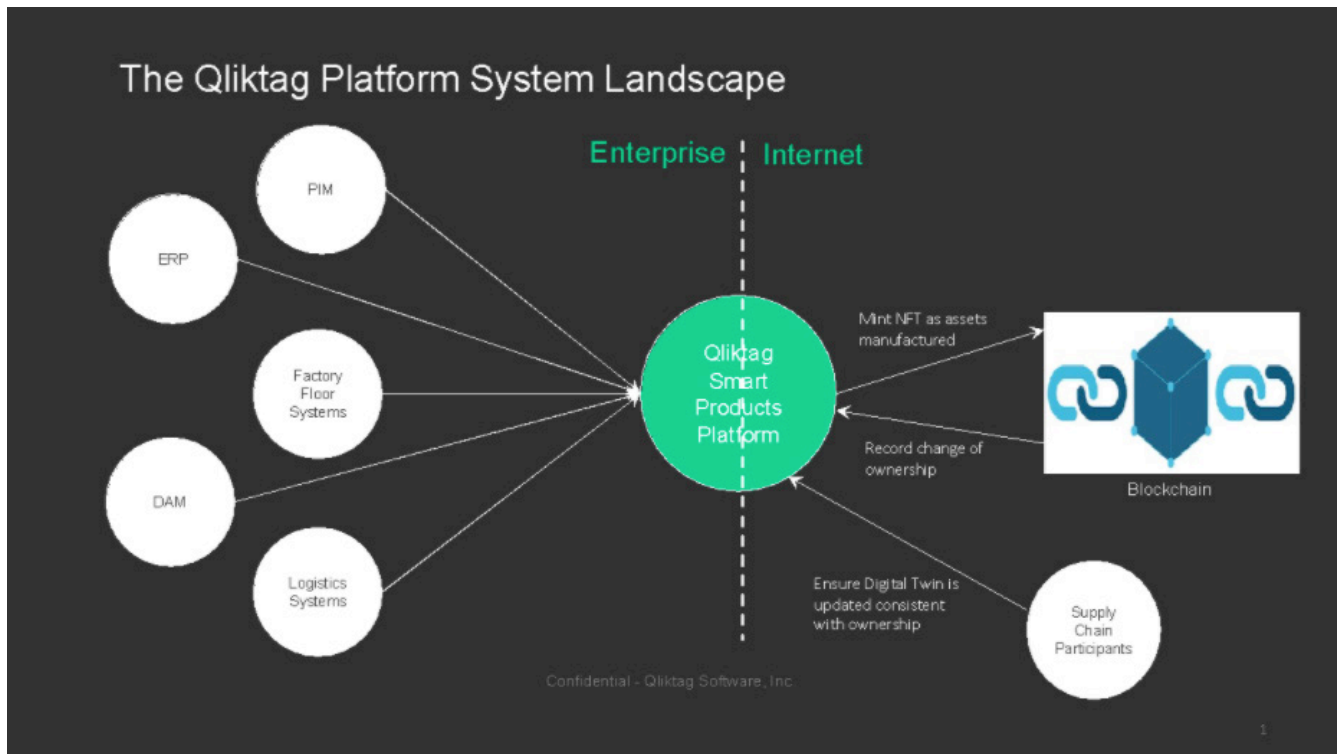 The Qliktag Platform System Landscape
Enterprise
Internet
PIM
ERP
Factory
Floor
Systems
DAM
Logistics
Systems
Qliktag
Smart
Products
Platform
Mint NFT as assets
manufactured
Record change of
ownership
Blockchain
Ensure Digital Twin is
updated consistent
with ownership
Supply
Chain
Participants
Confidential - Qliktag Software, Inc.
1